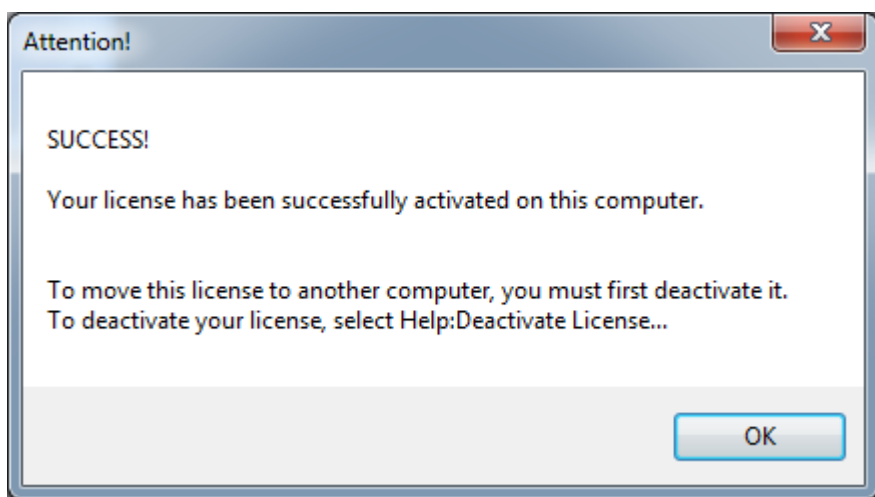 Attention!
SUCCESS!
Your license has been successfully activated on this computer.
To move this license to another computer, you must first deactivate it.
To deactivate your license, select Help:Deactivate License...
OK